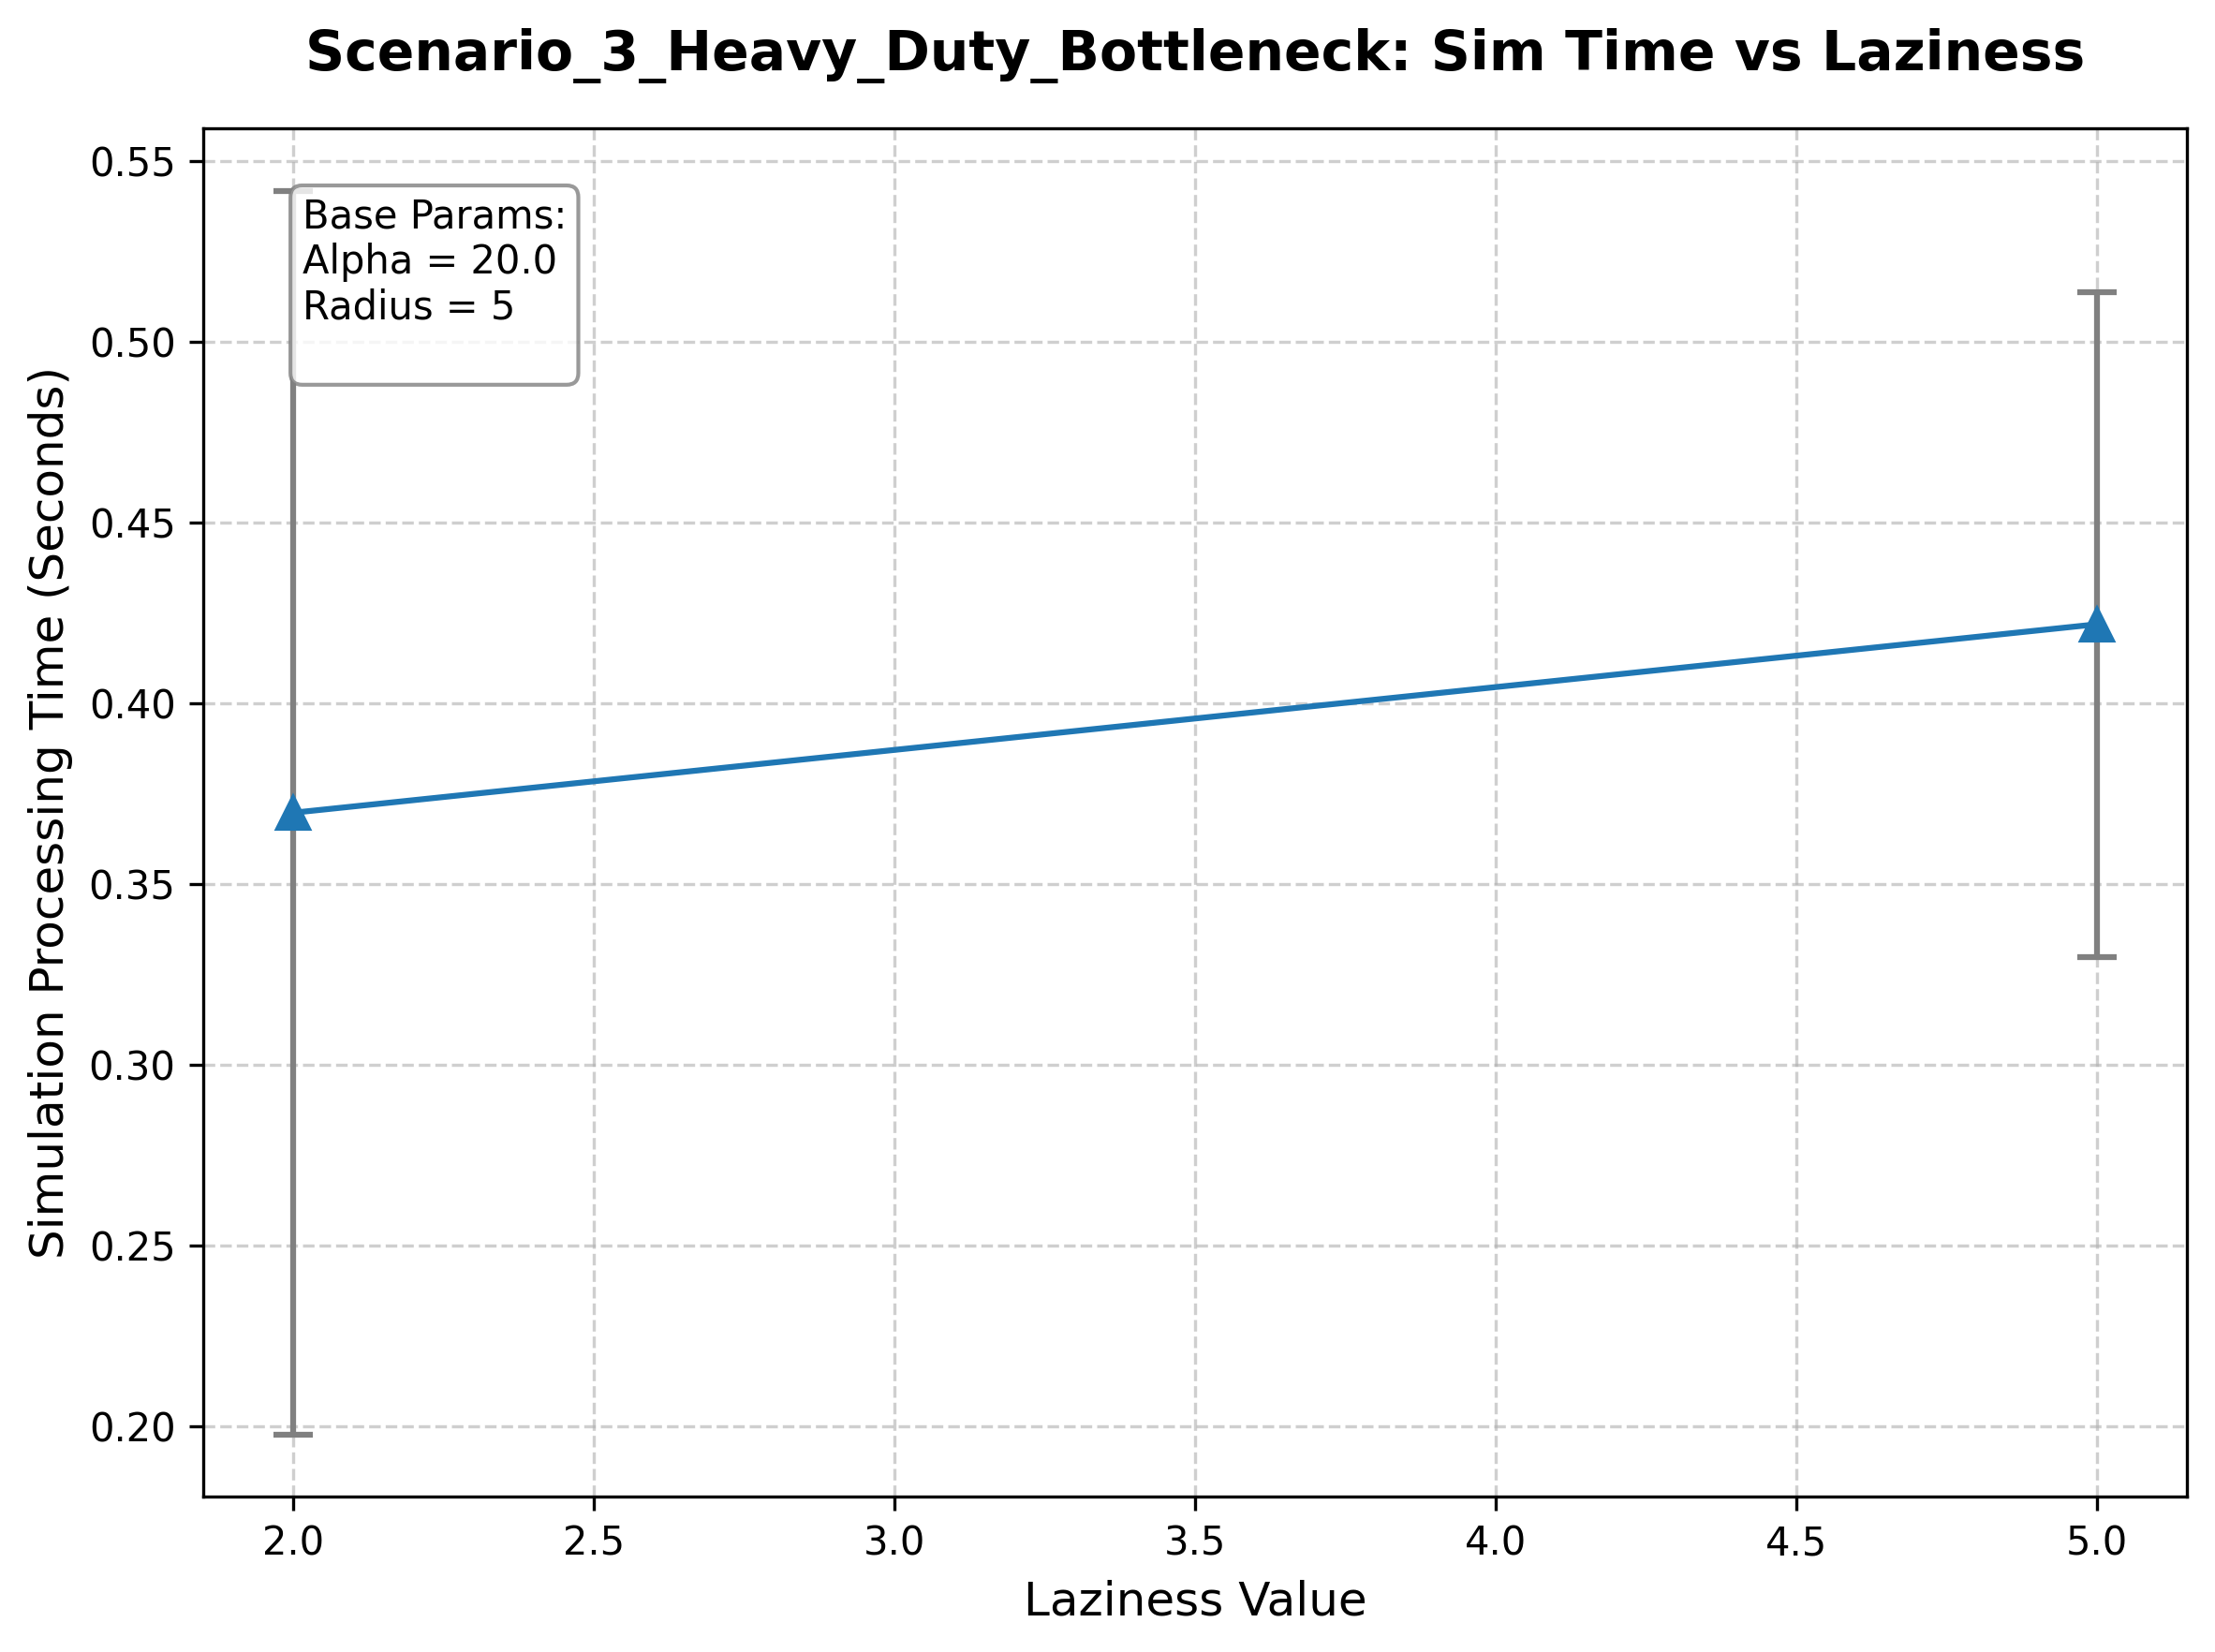 Scenario_3_Heavy_Duty_Bottleneck: Sim Time vs Laziness
Simulation Processing Time (Seconds)
0.55
0.50
0.45
0.40
0.35
0.30
0.25
0.20
Base Params:
Alpha = 20.0
Radius = 5
2.0
2.5
3.0
3.5
4.0
4.5
5.0
Laziness Value